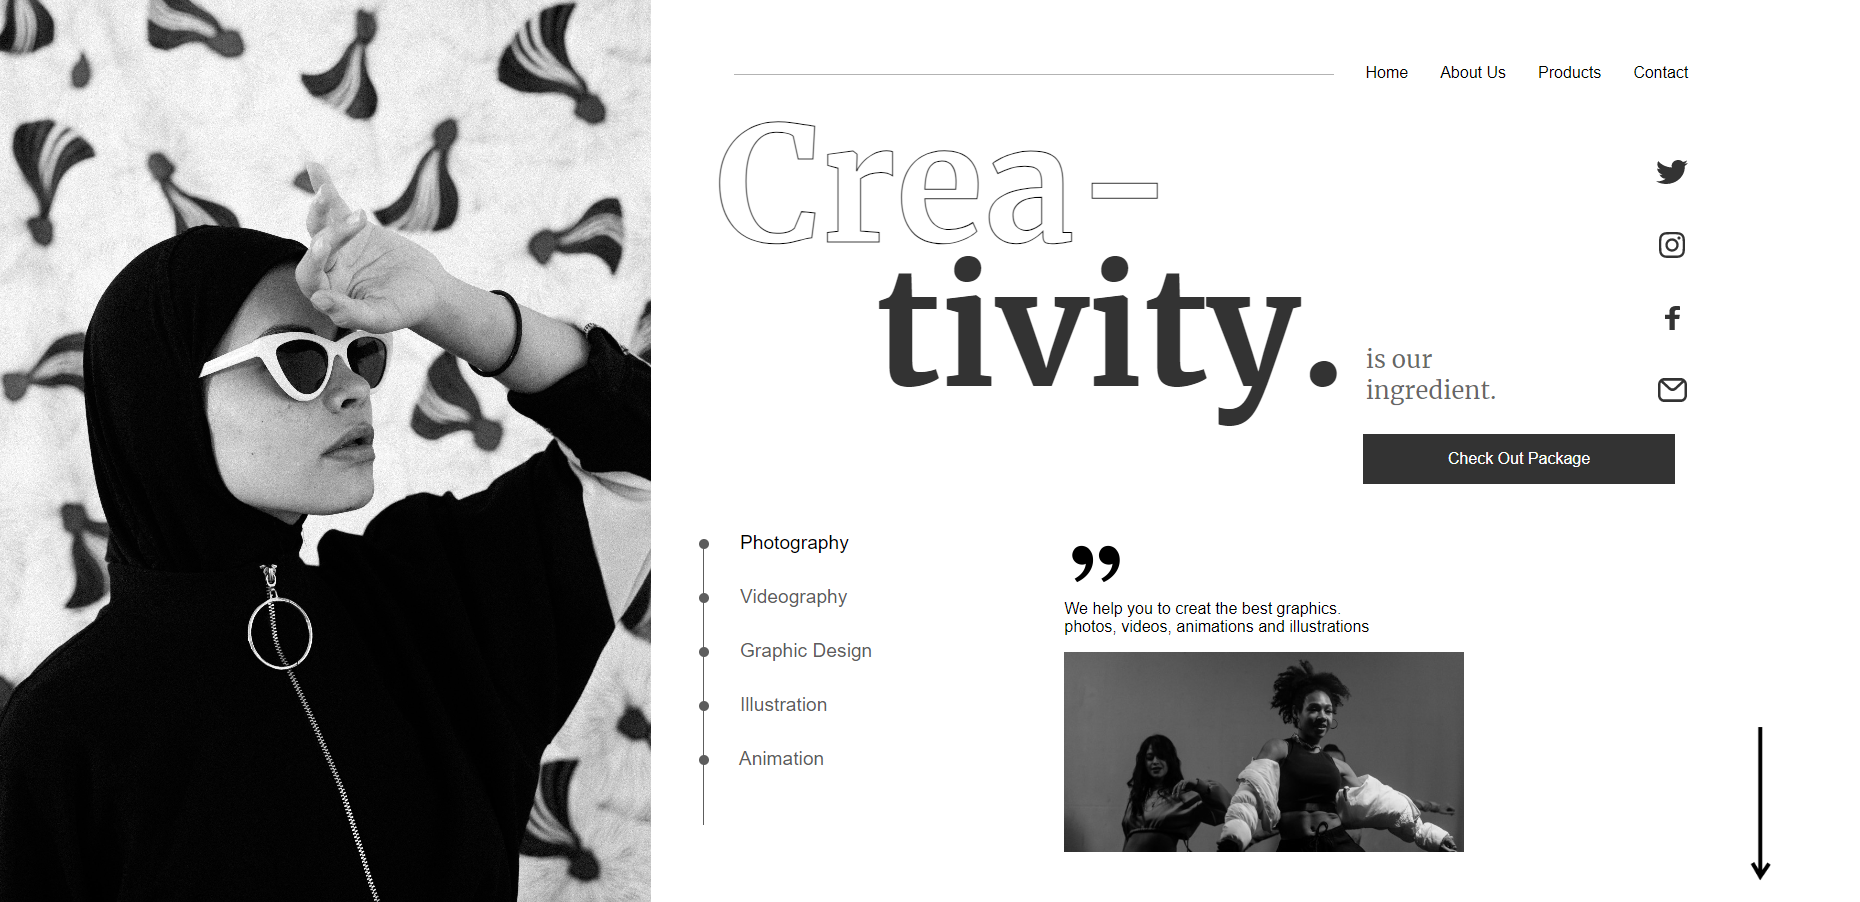 Home About Us Products Contact
Crea-
tivity.
is our
ingredient.
Check Out Package
Photography
Videography
Graphic Design
Illustration
Animation
”
We help you to creat the best graphics.
photos, videos, animations and illustrations